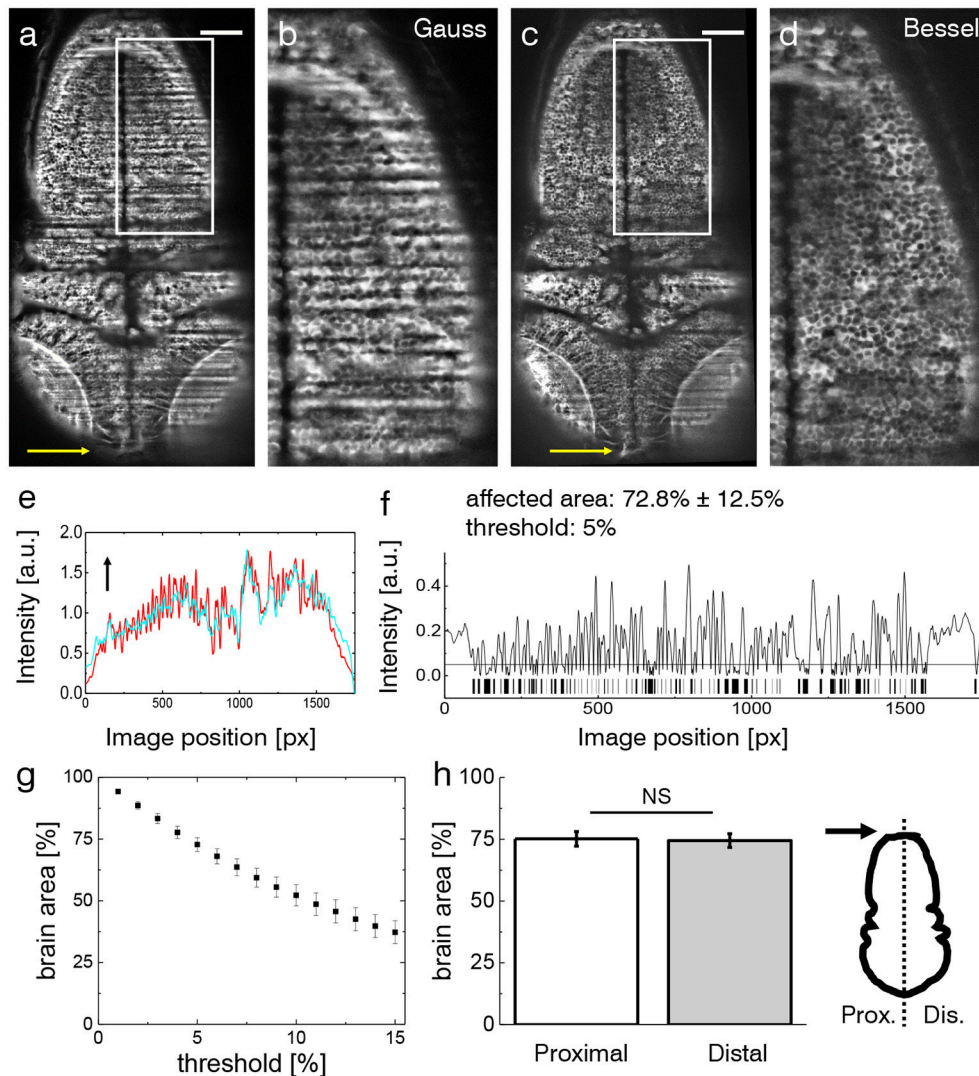 a
b Gauss
c
d Bessel
e
Intensity [a.u.]
2.0
1.5
1.0
0.5
0.0
0 500 1000 1500
Image position [px]
f
affected area: 72.8% ± 12.5%
threshold: 5%
Intensity [a.u.]
0.4
0.2
0.0
0 500 1000 1500
Image position [px]
g
brain area [%]
100
75
50
25
0
0 5 10 15
threshold [%]
h
brain area [%]
100
75
50
25
0
NS
Proximal Distal
Prox. Dis.